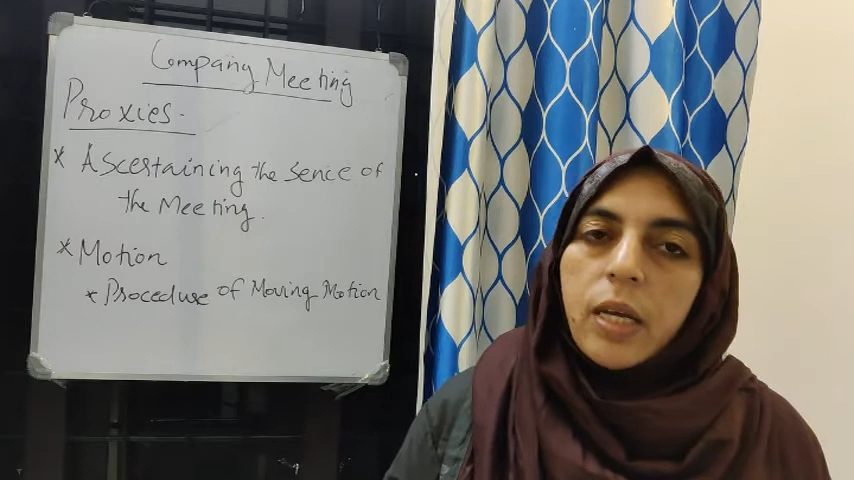 Company Meeting
Proxies.
* Ascertaining the Sence of
the Meeting.
* Motion
* Procedure of Moving Motion